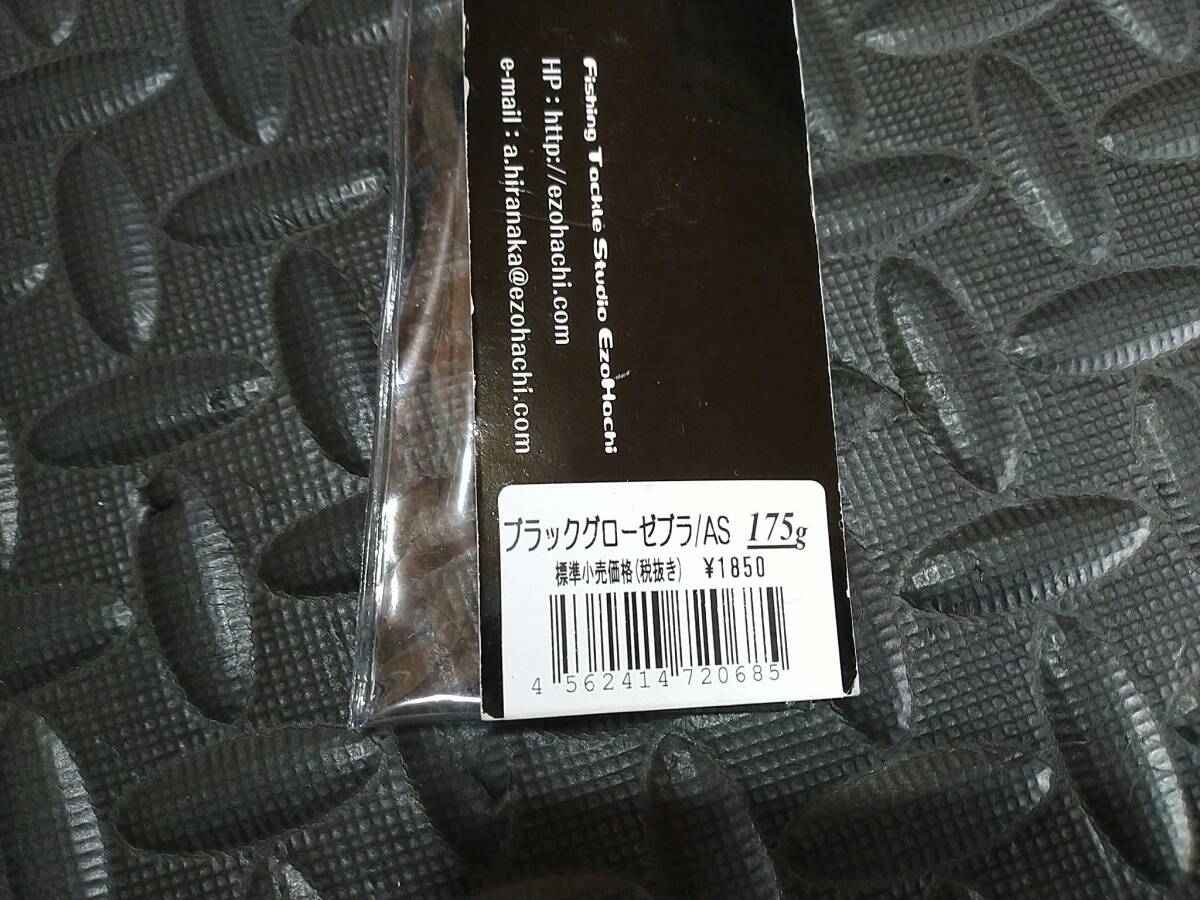 Fishing Tackle Studio EzoHachi
HP : http://ezohachi.com
e-mail : a.hiranaka@ezohachi.com
ブラックグローゼブラ/AS 175g
標準小売価格(税抜き) ¥1850
4 562414 720685